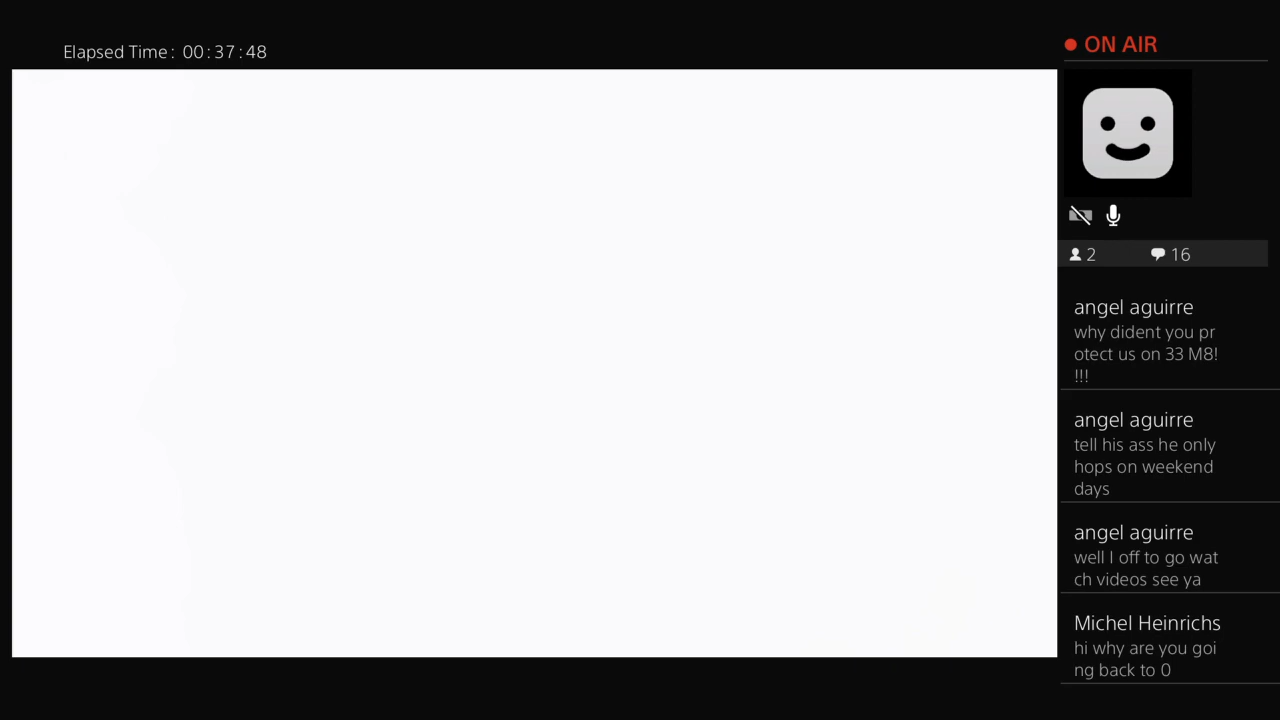 Elapsed Time: 00:37:48
ON AIR
2 16
angel aguirre
why dident you pr
otect us on 33 M8!
!!!
angel aguirre
tell his ass he only
hops on weekend
days
angel aguirre
well I off to go wat
ch videos see ya
Michel Heinrichs
hi why are you goi
ng back to 0